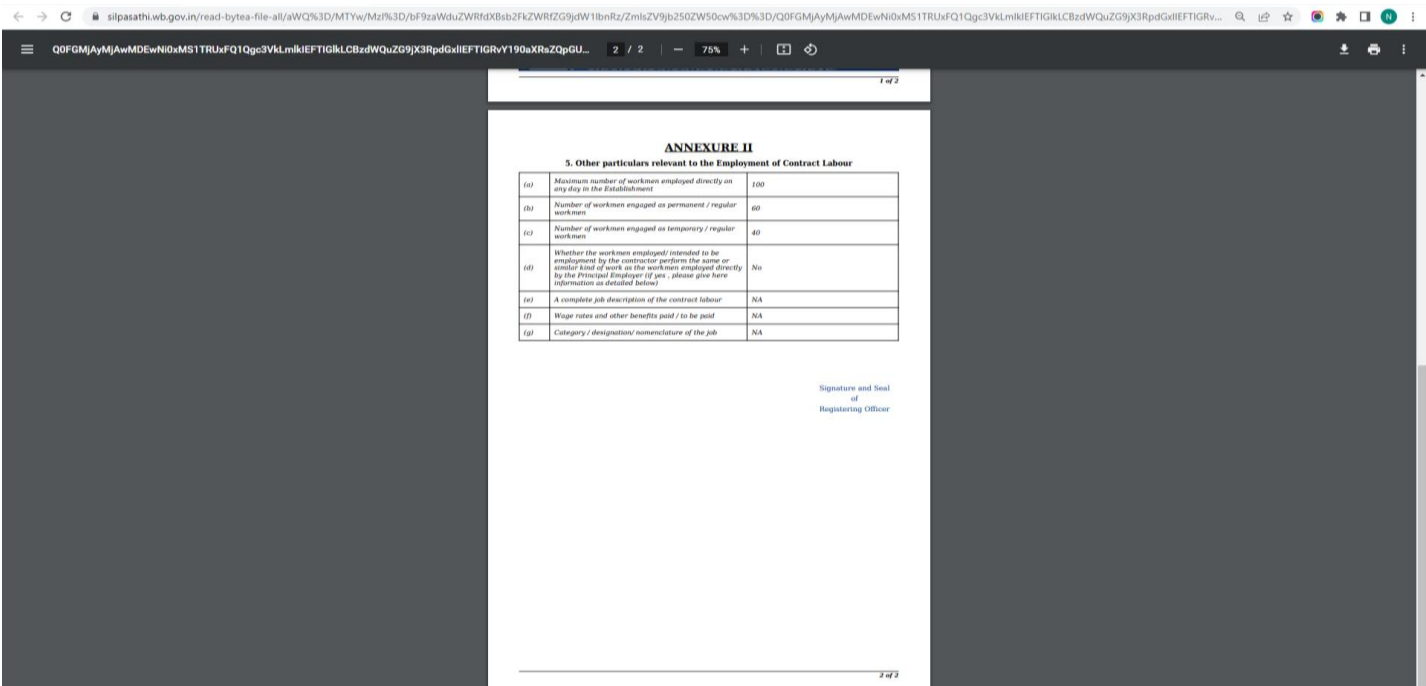 silpasathi.wb.gov.in
2 / 2
75%
N
1 of 2
ANNEXURE II
5. Other particulars relevant to the Employment of Contract Labour
(a) Maximum number of workmen employed directly on 100
any day in the Establishment
(b) Number of workmen engaged as permanent / regular 60
workmen
(c) Number of workmen engaged as temporary / regular 40
workmen
(d) Whether the workmen employed/ intended to be
employment by the contractor perform the same or
similar kind of work as the workmen employed directly No
by the Principal Employer (if yes , please give here
information as detailed below)
(e) A complete job description of the contract labour NA
(f) Wage rates and other benefits paid / to be paid NA
(g) Category / designation/ nomenclature of the job NA
Signature and Seal
of
Registering Officer
2 of 2